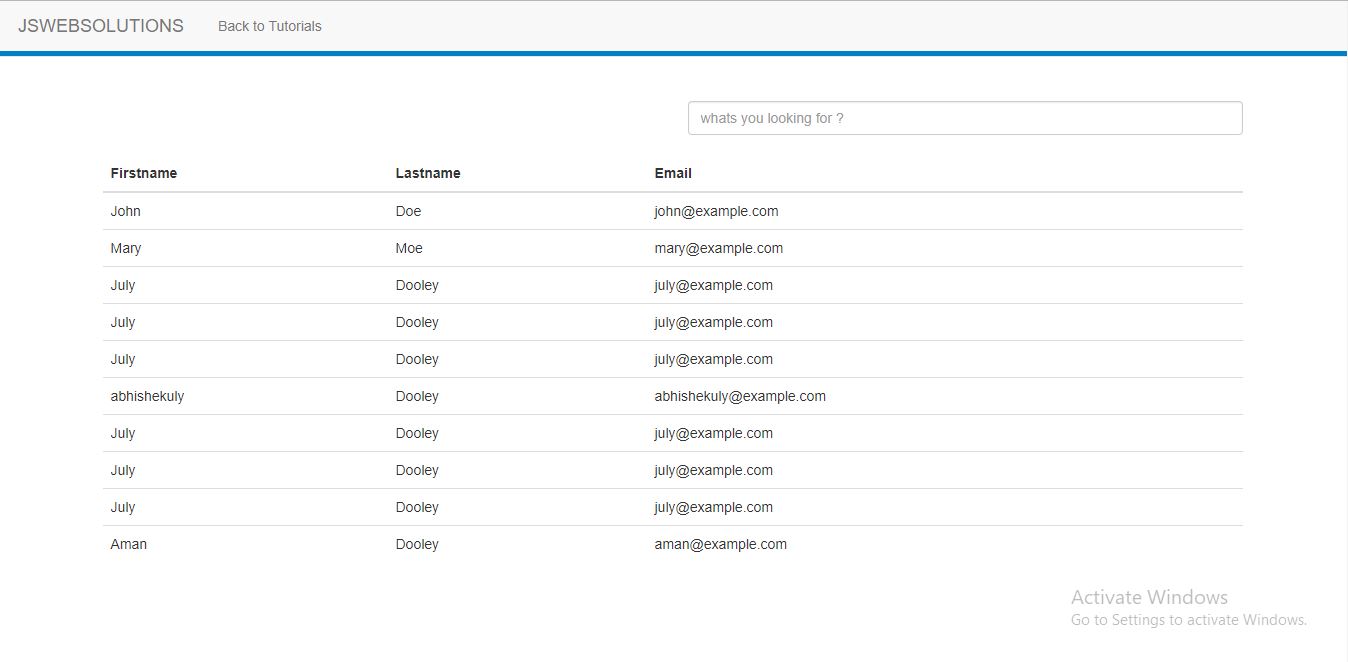 JSWEBSOLUTIONS Back to Tutorials
whats you looking for ?
Firstname Lastname Email
John Doe john@example.com
Mary Moe mary@example.com
July Dooley july@example.com
July Dooley july@example.com
July Dooley july@example.com
abhishekuly Dooley abhishekuly@example.com
July Dooley july@example.com
July Dooley july@example.com
July Dooley july@example.com
Aman Dooley aman@example.com
Activate Windows
Go to Settings to activate Windows.